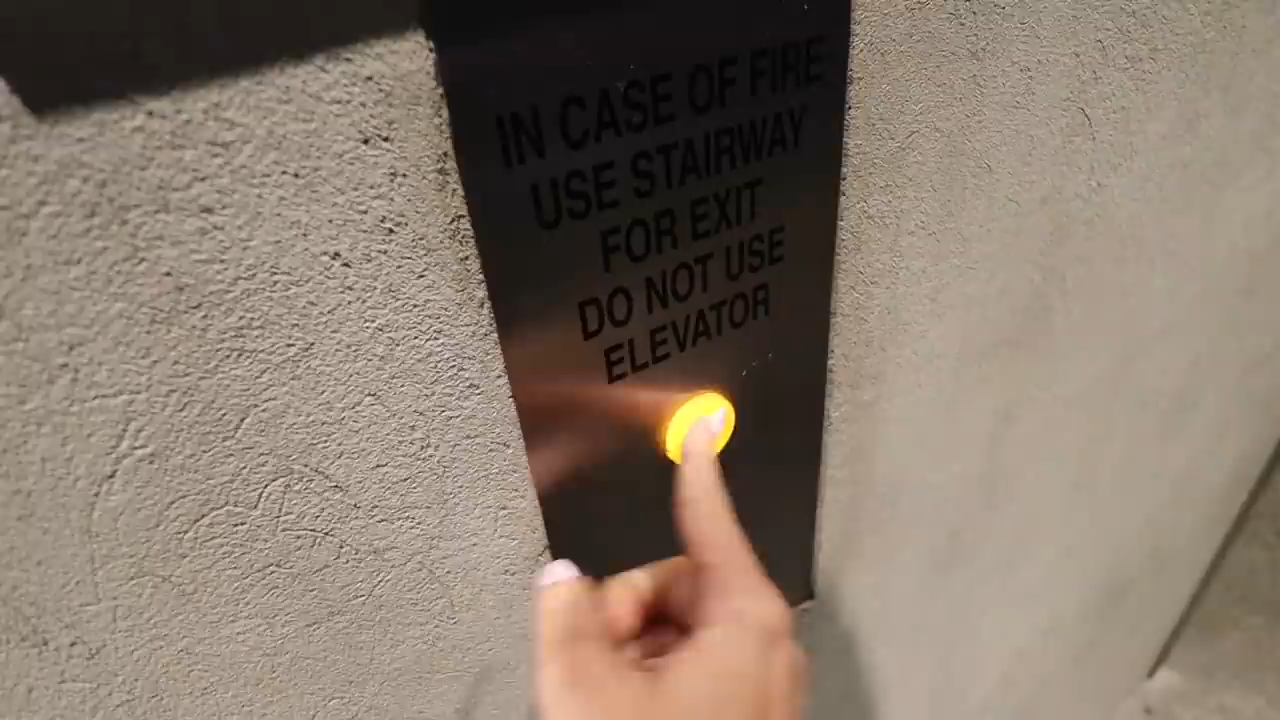 IN CASE OF FIRE
USE STAIRWAY
FOR EXIT
DO NOT USE
ELEVATOR